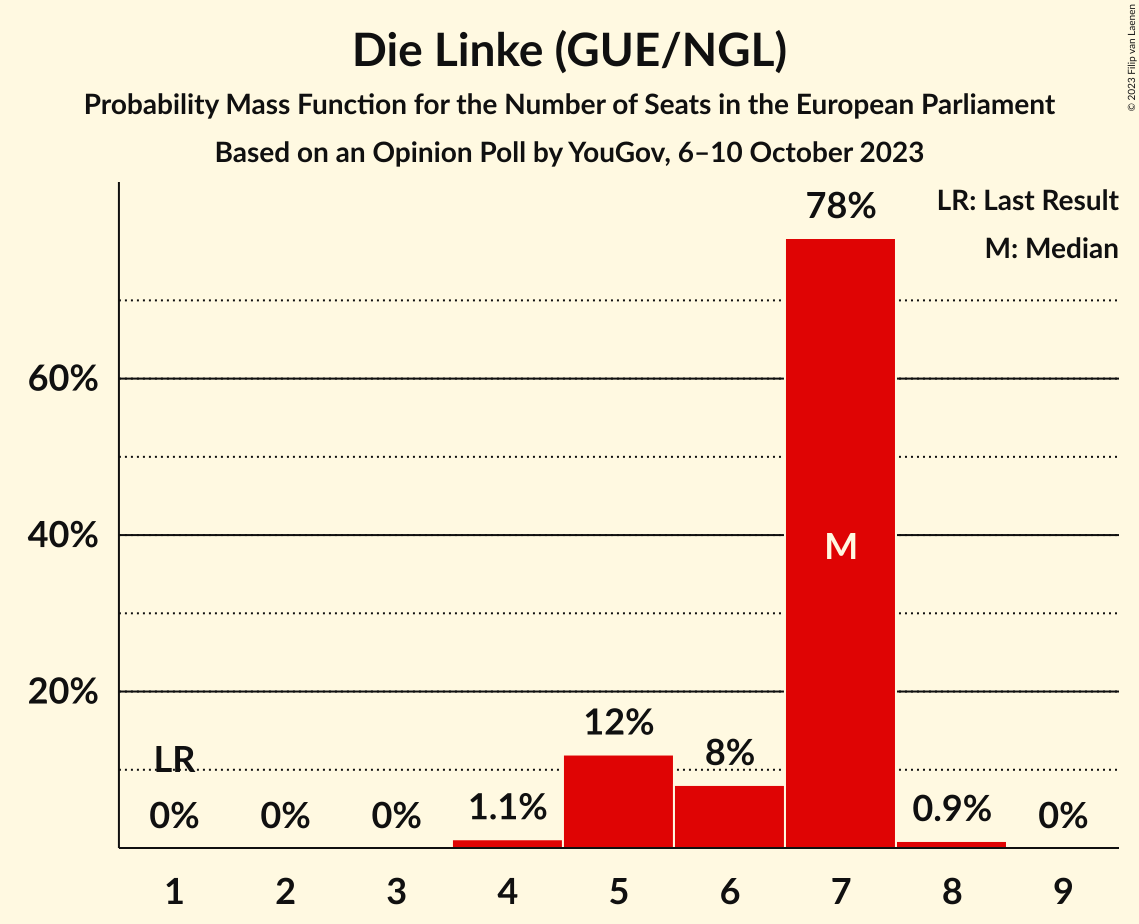 Die Linke (GUE/NGL)
Probability Mass Function for the Number of Seats in the European Parliament
Based on an Opinion Poll by YouGov, 6–10 October 2023
© 2023 Filip van Laenen
LR: Last Result
M: Median
78%
60%
40%
M
20%
12%
8%
LR
0%
0%
0%
1.1%
0.9%
0%
1 2 3 4 5 6 7 8 9